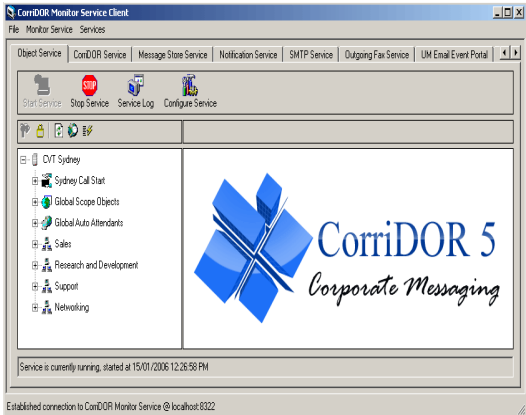 CorriDOR Monitor Service Client
File Monitor Service Services
Object Service CorriDOR Service Message Store Service Notification Service SMTP Service Outgoing Fax Service UM Email Event Portal
Start Service Stop Service Service Log Configure Service
STOP
CVT Sydney
Sydney Call Start
Global Scope Objects
Global Auto Attendants
Sales
Research and Development
Support
Networking
CorriDOR 5
Corporate Messaging
Service is currently running, started at 15/01/2006 12:26:58 PM
Established connection to CorriDOR Monitor Service @ localhost:8322